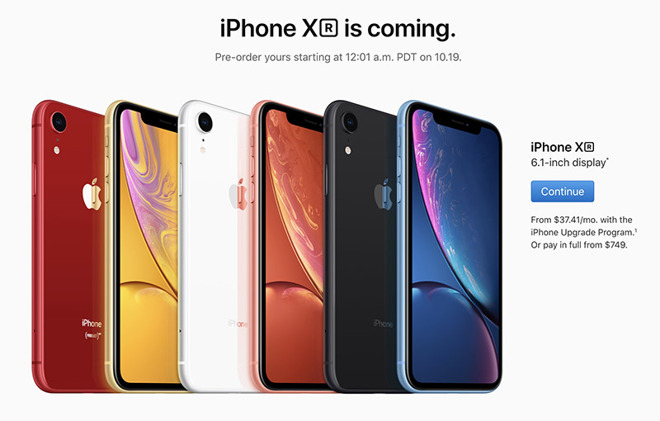 iPhone XR is coming.
Pre-order yours starting at 12:01 a.m. PDT on 10.19.
iPhone XR
6.1-inch display*
Continue
From $37.41/mo. with the
iPhone Upgrade Program.¹
Or pay in full from $749.
iPhone
(PRODUCT)RED
iPhone
iPhone